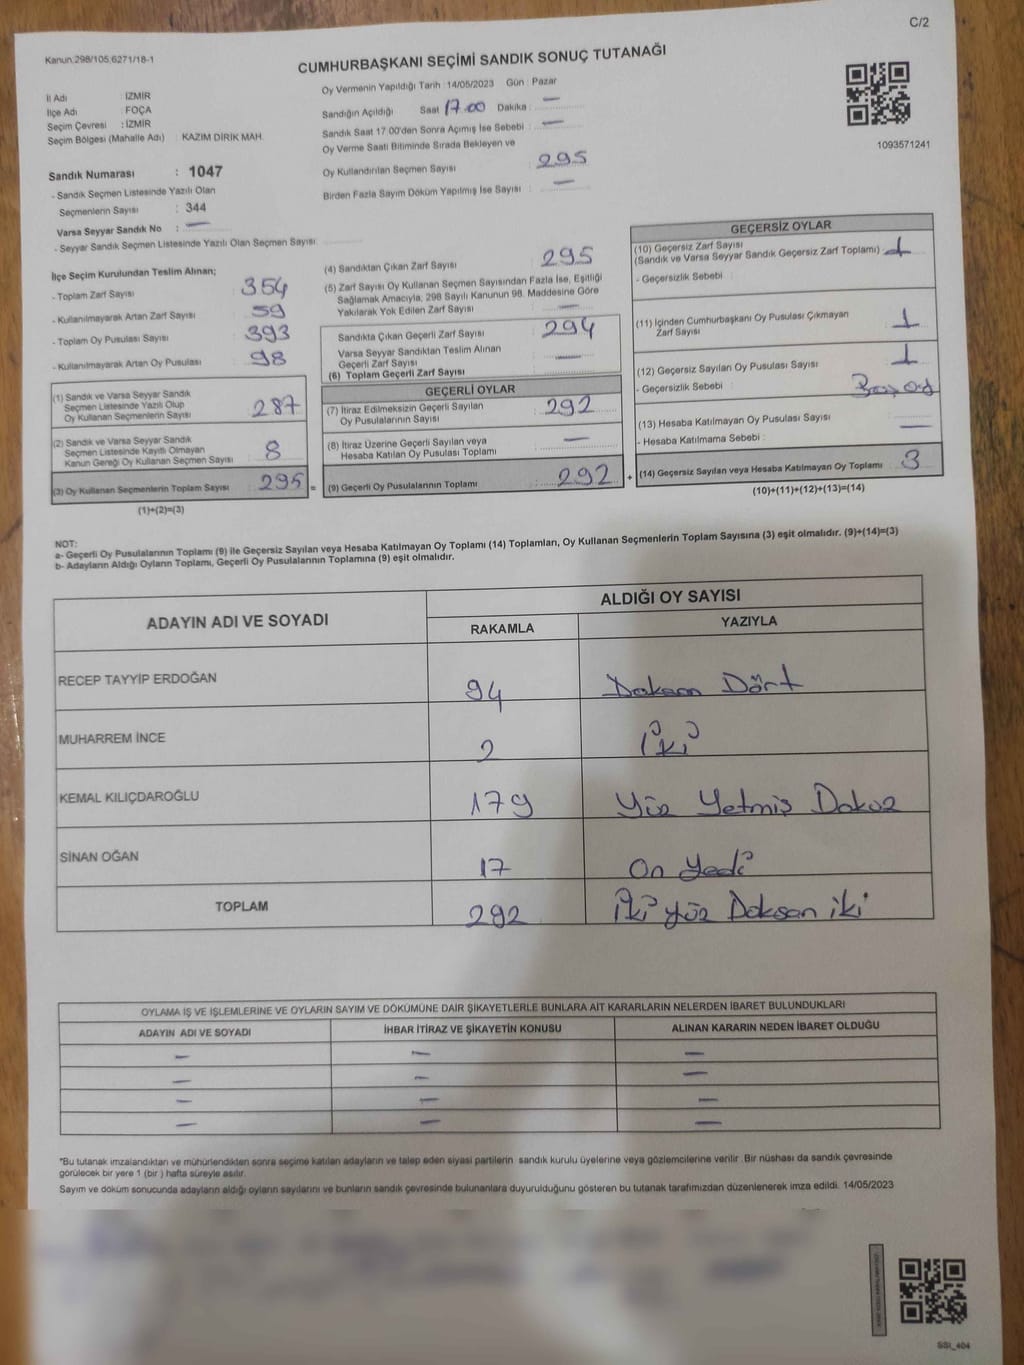 C/2
Kanun.298/105,6271/18-1
CUMHURBAŞKANI SEÇİMİ SANDIK SONUÇ TUTANAĞI
İl Adı : İZMİR
İlçe Adı : FOÇA
Seçim Çevresi : İZMİR
Seçim Bölgesi (Mahalle Adı) : KAZIM DİRİK MAH.
Oy Vermenin Yapıldığı Tarih : 14/05/2023 Gün : Pazar
Sandığın Açıldığı Saat 17.00 Dakika : —
Sandık Saat 17.00'dan Sonra Açılmış İse Sebebi : —
Oy Verme Saati Bitiminde Sırada Bekleyen ve
Oy Kullandırılan Seçmen Sayısı : 295
Birden Fazla Sayım Döküm Yapılmış İse Sayısı : —
1093571241
Sandık Numarası : 1047
- Sandık Seçmen Listesinde Yazılı Olan
Seçmenlerin Sayısı : 344
Varsa Seyyar Sandık No : —
- Seyyar Sandık Seçmen Listesinde Yazılı Olan Seçmen Sayısı:
İlçe Seçim Kurulundan Teslim Alınan;
- Toplam Zarf Sayısı : 354
- Kullanılmayarak Artan Zarf Sayısı : 59
- Toplam Oy Pusulası Sayısı : 393
- Kullanılmayarak Artan Oy Pusulası : 98
(1) Sandık ve Varsa Seyyar Sandık
Seçmen Listesinde Yazılı Olup
Oy Kullanan Seçmenlerin Sayısı : 287
(2) Sandık ve Varsa Seyyar Sandık
Seçmen Listesinde Kayıtlı Olmayan
Kanun Gereği Oy Kullanan Seçmen Sayısı : 8
(3) Oy Kullanan Seçmenlerin Toplam Sayısı : 295 =
(1)+(2)=(3)
(4) Sandıktan Çıkan Zarf Sayısı : 295
(5) Zarf Sayısı Oy Kullanan Seçmen Sayısından Fazla İse, Eşitliği
Sağlamak Amacıyla, 298 Sayılı Kanunun 98. Maddesine Göre
Yakılarak Yok Edilen Zarf Sayısı : —
Sandıkta Çıkan Geçerli Zarf Sayısı : 294
Varsa Seyyar Sandıktan Teslim Alınan
Geçerli Zarf Sayısı : —
(6) Toplam Geçerli Zarf Sayısı :
GEÇERLİ OYLAR
(7) İtiraz Edilmeksizin Geçerli Sayılan
Oy Pusulalarının Sayısı : 292
(8) İtiraz Üzerine Geçerli Sayılan veya
Hesaba Katılan Oy Pusulası Toplamı : —
(9) Geçerli Oy Pusulalarının Toplamı : 292 +
GEÇERSİZ OYLAR
(10) Geçersiz Zarf Sayısı
(Sandık ve Varsa Seyyar Sandık Geçersiz Zarf Toplamı) : 1
- Geçersizlik Sebebi :
(11) İçinden Cumhurbaşkanı Oy Pusulası Çıkmayan
Zarf Sayısı : 1
(12) Geçersiz Sayılan Oy Pusulası Sayısı : 1
- Geçersizlik Sebebi : Boş oy
(13) Hesaba Katılmayan Oy Pusulası Sayısı : —
- Hesaba Katılmama Sebebi :
(14) Geçersiz Sayılan veya Hesaba Katılmayan Oy Toplamı : 3
(10)+(11)+(12)+(13)=(14)
NOT:
a- Geçerli Oy Pusulalarının Toplamı (9) ile Geçersiz Sayılan veya Hesaba Katılmayan Oy Toplamı (14) Toplamları, Oy Kullanan Seçmenlerin Toplam Sayısına (3) eşit olmalıdır. (9)+(14)=(3)
b- Adayların Aldığı Oyların Toplamı, Geçerli Oy Pusulalarının Toplamına (9) eşit olmalıdır.
ADAYIN ADI VE SOYADI ALDIĞI OY SAYISI
RAKAMLA YAZIYLA
RECEP TAYYİP ERDOĞAN 94 Doksan Dört
MUHARREM İNCE 2 İki
KEMAL KILIÇDAROĞLU 179 Yüz Yetmiş Dokuz
SİNAN OĞAN 17 On Yedi
TOPLAM 292 İki yüz Doksan iki
OYLAMA İŞ VE İŞLEMLERİNE VE OYLARIN SAYIM VE DÖKÜMÜNE DAİR ŞİKAYETLERLE BUNLARA AİT KARARLARIN NELERDEN İBARET BULUNDUKLARI
ADAYIN ADI VE SOYADI İHBAR İTİRAZ VE ŞİKAYETİN KONUSU ALINAN KARARIN NEDEN İBARET OLDUĞU
— — —
— — —
— — —
— — —
"Bu tutanak imzalandıktan ve mühürlendikten sonra seçime katılan adayların ve talep eden siyasi partilerin sandık kurulu üyelerine veya gözlemcilerine verilir. Bir nüshası da sandık çevresinde
görülecek bir yere 1 (bir) hafta süreyle asılır.
Sayım ve döküm sonucunda adayların aldığı oyların sayılarını ve bunların sandık çevresinde bulunanlara duyurulduğunu gösteren bu tutanak tarafımızdan düzenlenerek imza edildi. 14/05/2023
SSI_404